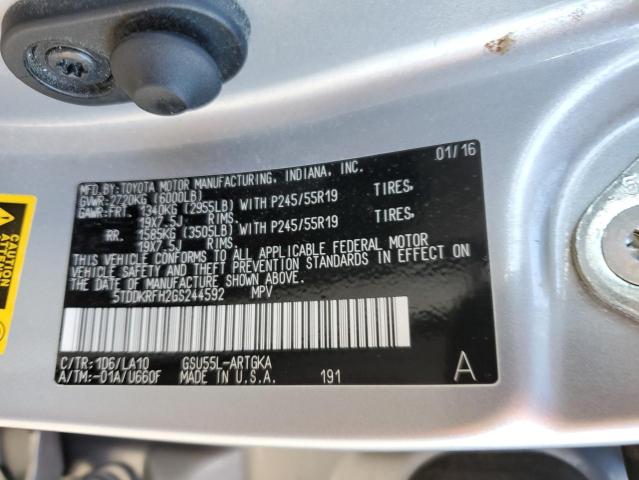 MFD.BY: TOYOTA MOTOR MANUFACTURING, INDIANA, INC. 01/16
GVWR: 2720KG (6000LB)
GAWR: FRT. 1340KG (2955LB) WITH P245/55R19 TIRES,
19X7.5J RIMS.
RR. 1585KG (3505LB) WITH P245/55R19 TIRES,
19X7.5J RIMS.
THIS VEHICLE CONFORMS TO ALL APPLICABLE FEDERAL MOTOR
VEHICLE SAFETY AND THEFT PREVENTION STANDARDS IN EFFECT ON
THE DATE OF MANUFACTURE SHOWN ABOVE.
5TDDKRFH2GS244592 MPV
C/TR: 1D6/LA10 GSU55L-ARTGKA
A/TM: -01A/U660F MADE IN U.S.A. 191 A
CAUTION